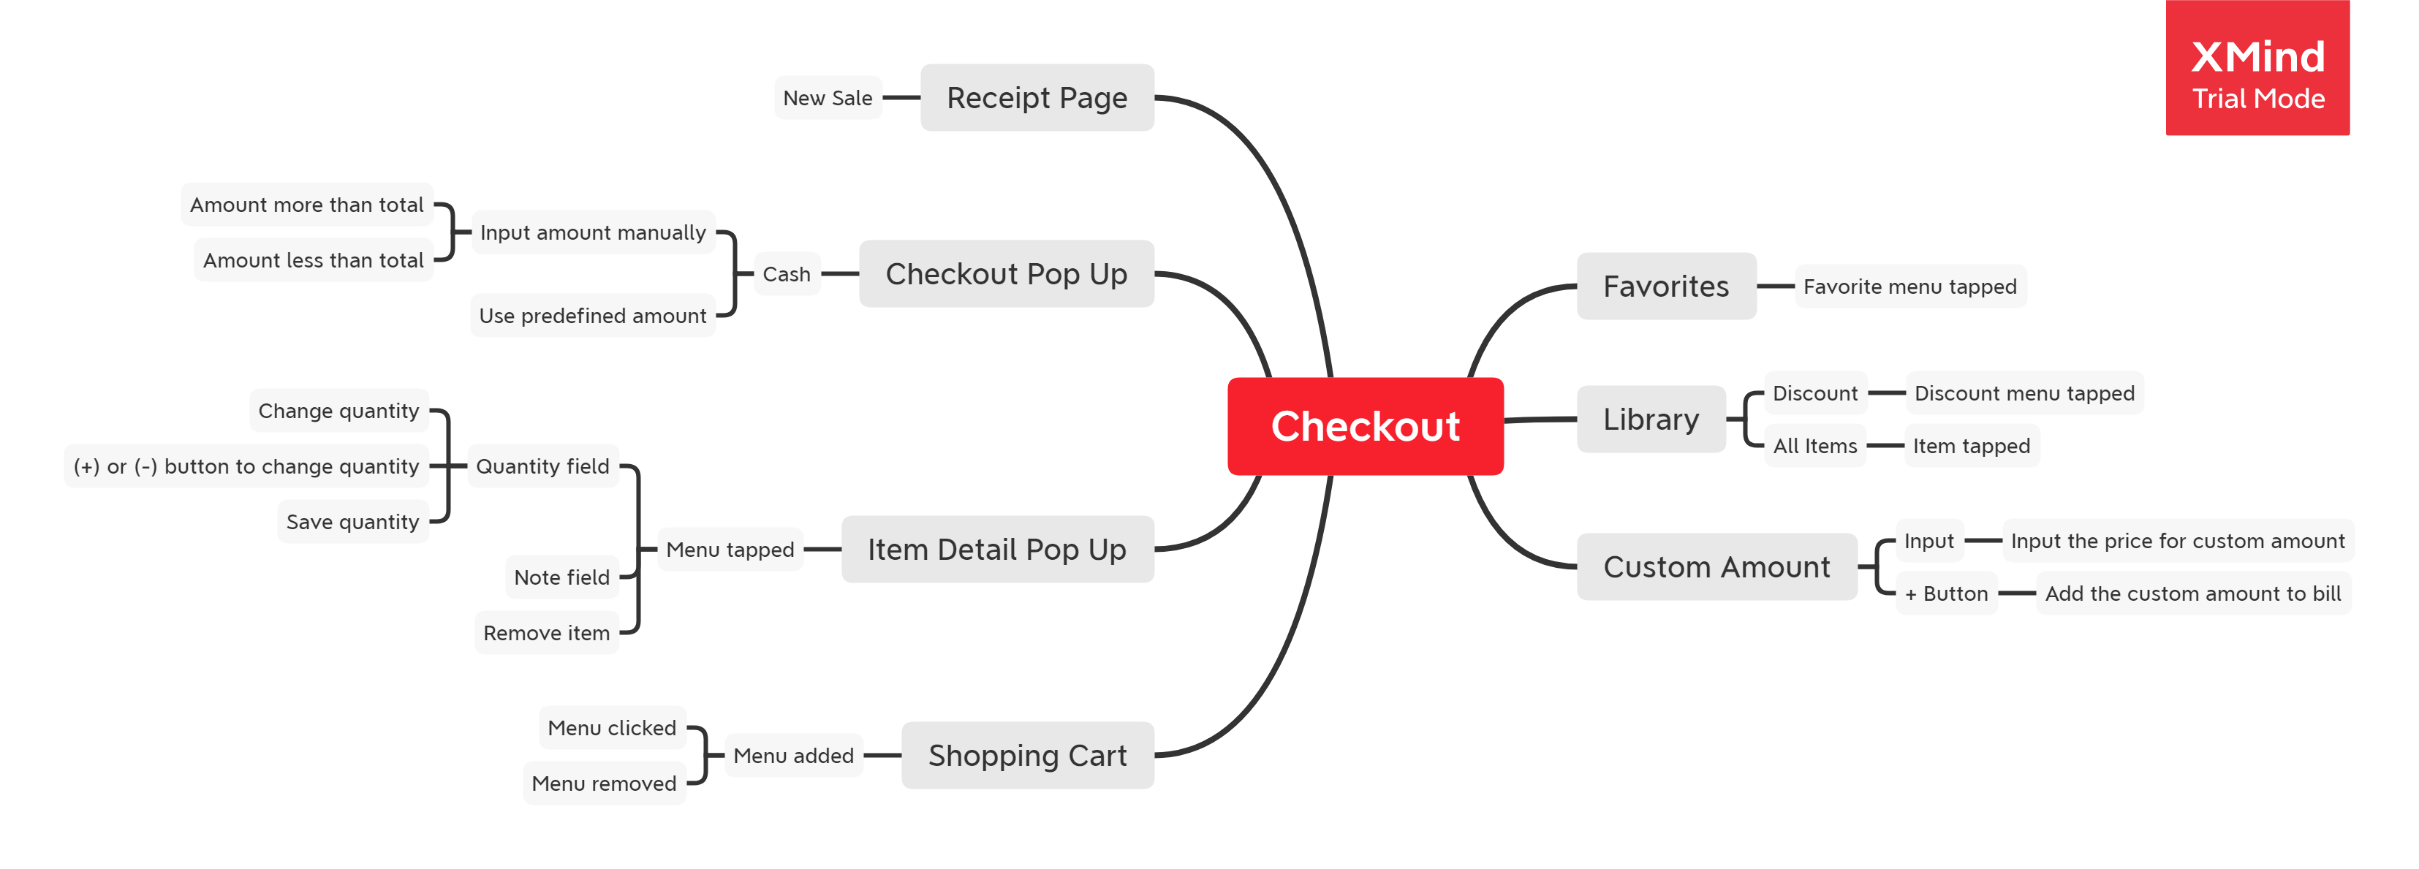 XMind
Trial Mode
Receipt Page
New Sale
Checkout Pop Up
Cash
Input amount manually
Amount more than total
Amount less than total
Use predefined amount
Item Detail Pop Up
Menu tapped
Quantity field
Change quantity
(+) or (-) button to change quantity
Save quantity
Note field
Remove item
Shopping Cart
Menu added
Menu clicked
Menu removed
Checkout
Favorites
Favorite menu tapped
Library
Discount
Discount menu tapped
All Items
Item tapped
Custom Amount
Input
Input the price for custom amount
+ Button
Add the custom amount to bill